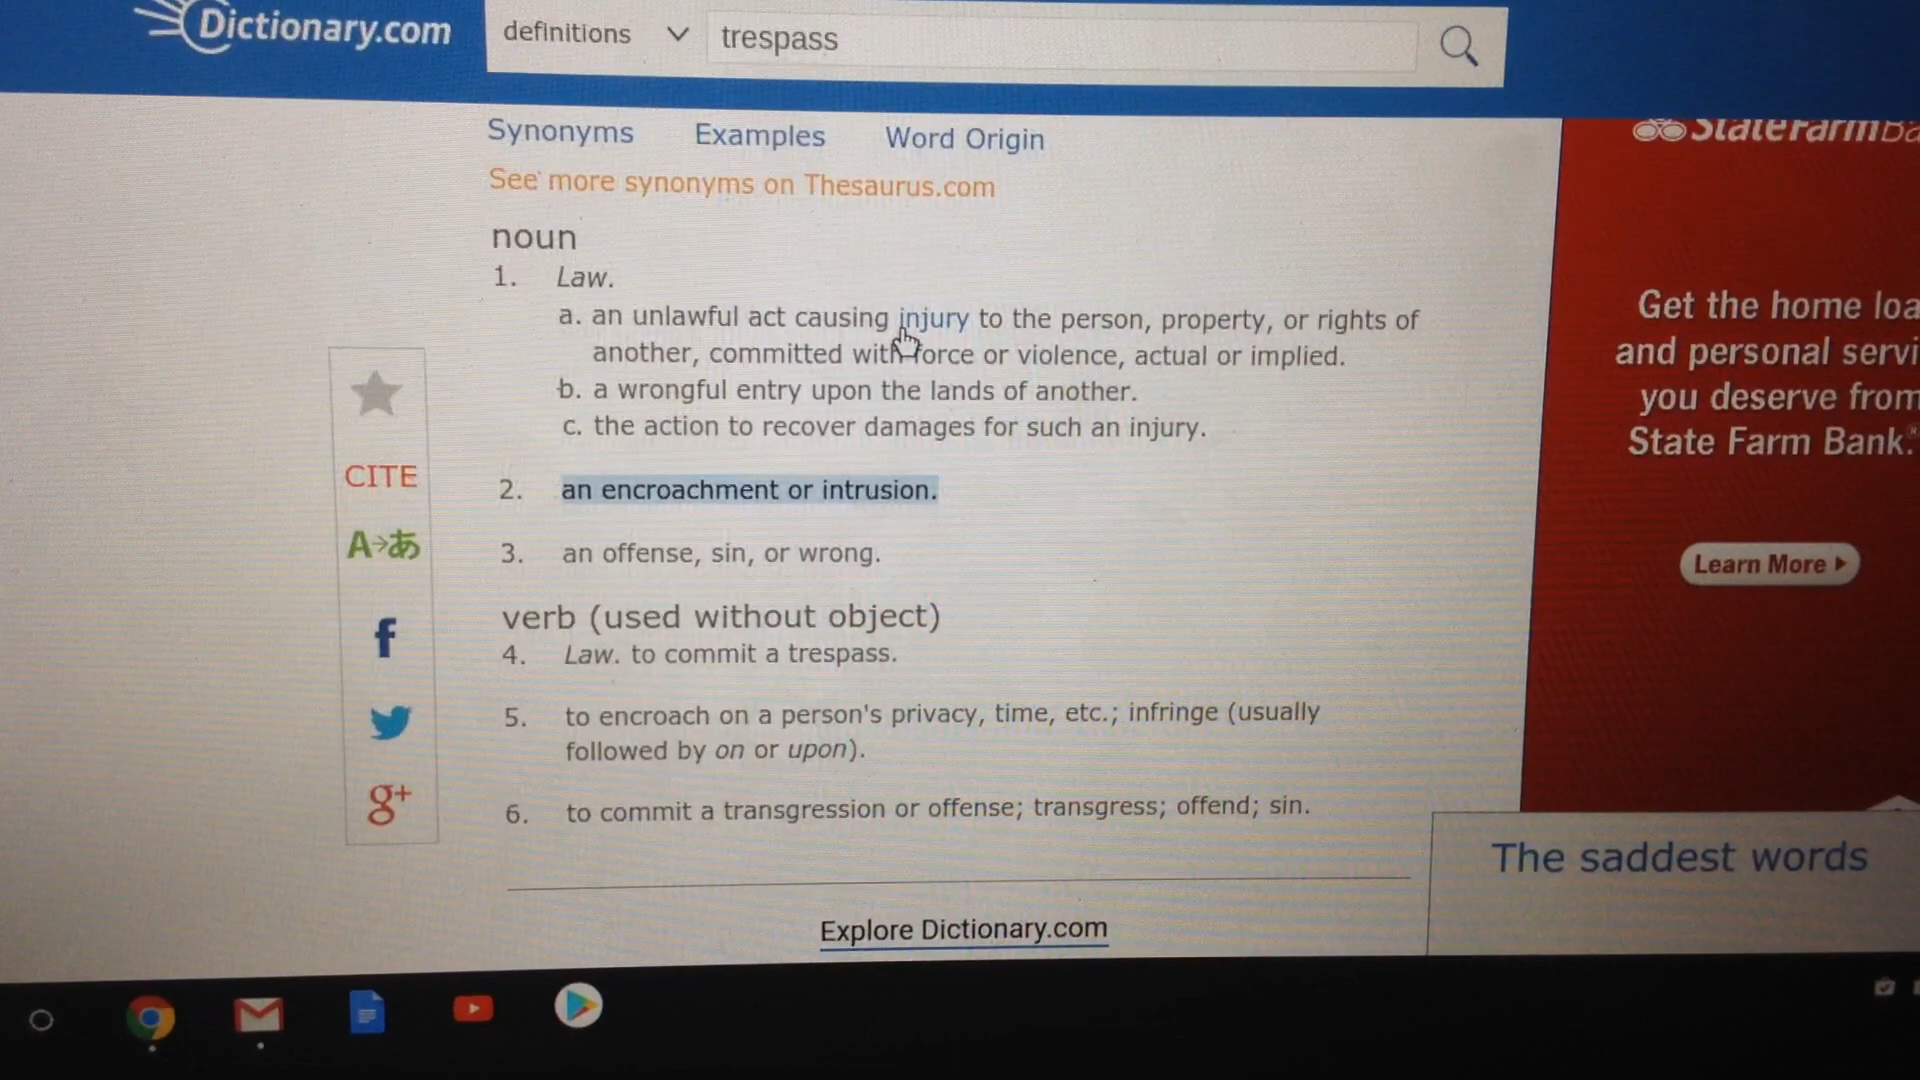 Dictionary.com
definitions
trespass
Synonyms Examples Word Origin
See more synonyms on Thesaurus.com
noun
1. Law.
a. an unlawful act causing injury to the person, property, or rights of
another, committed with force or violence, actual or implied.
b. a wrongful entry upon the lands of another.
c. the action to recover damages for such an injury.
2. an encroachment or intrusion.
3. an offense, sin, or wrong.
verb (used without object)
4. Law. to commit a trespass.
5. to encroach on a person's privacy, time, etc.; infringe (usually
followed by on or upon).
6. to commit a transgression or offense; transgress; offend; sin.
Explore Dictionary.com
CITE
A→あ
f
g+
StateFarm
Get the home
and personal
you deserve from
State Farm Bank.
Learn More
The saddest words